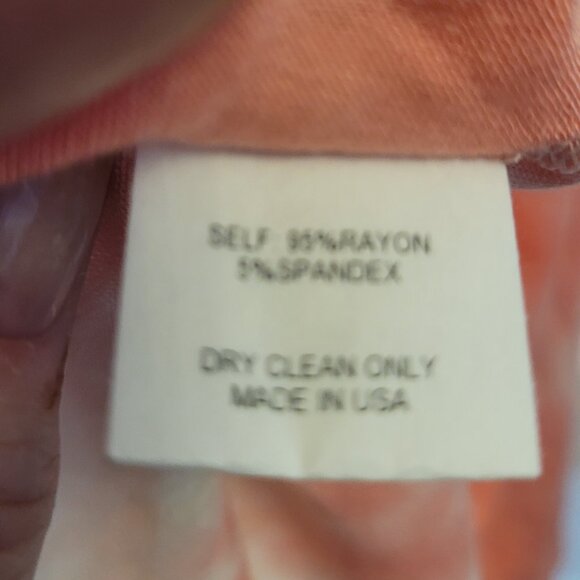 SELF 95%RAYON
5%SPANDEX
DRY CLEAN ONLY
MADE IN USA